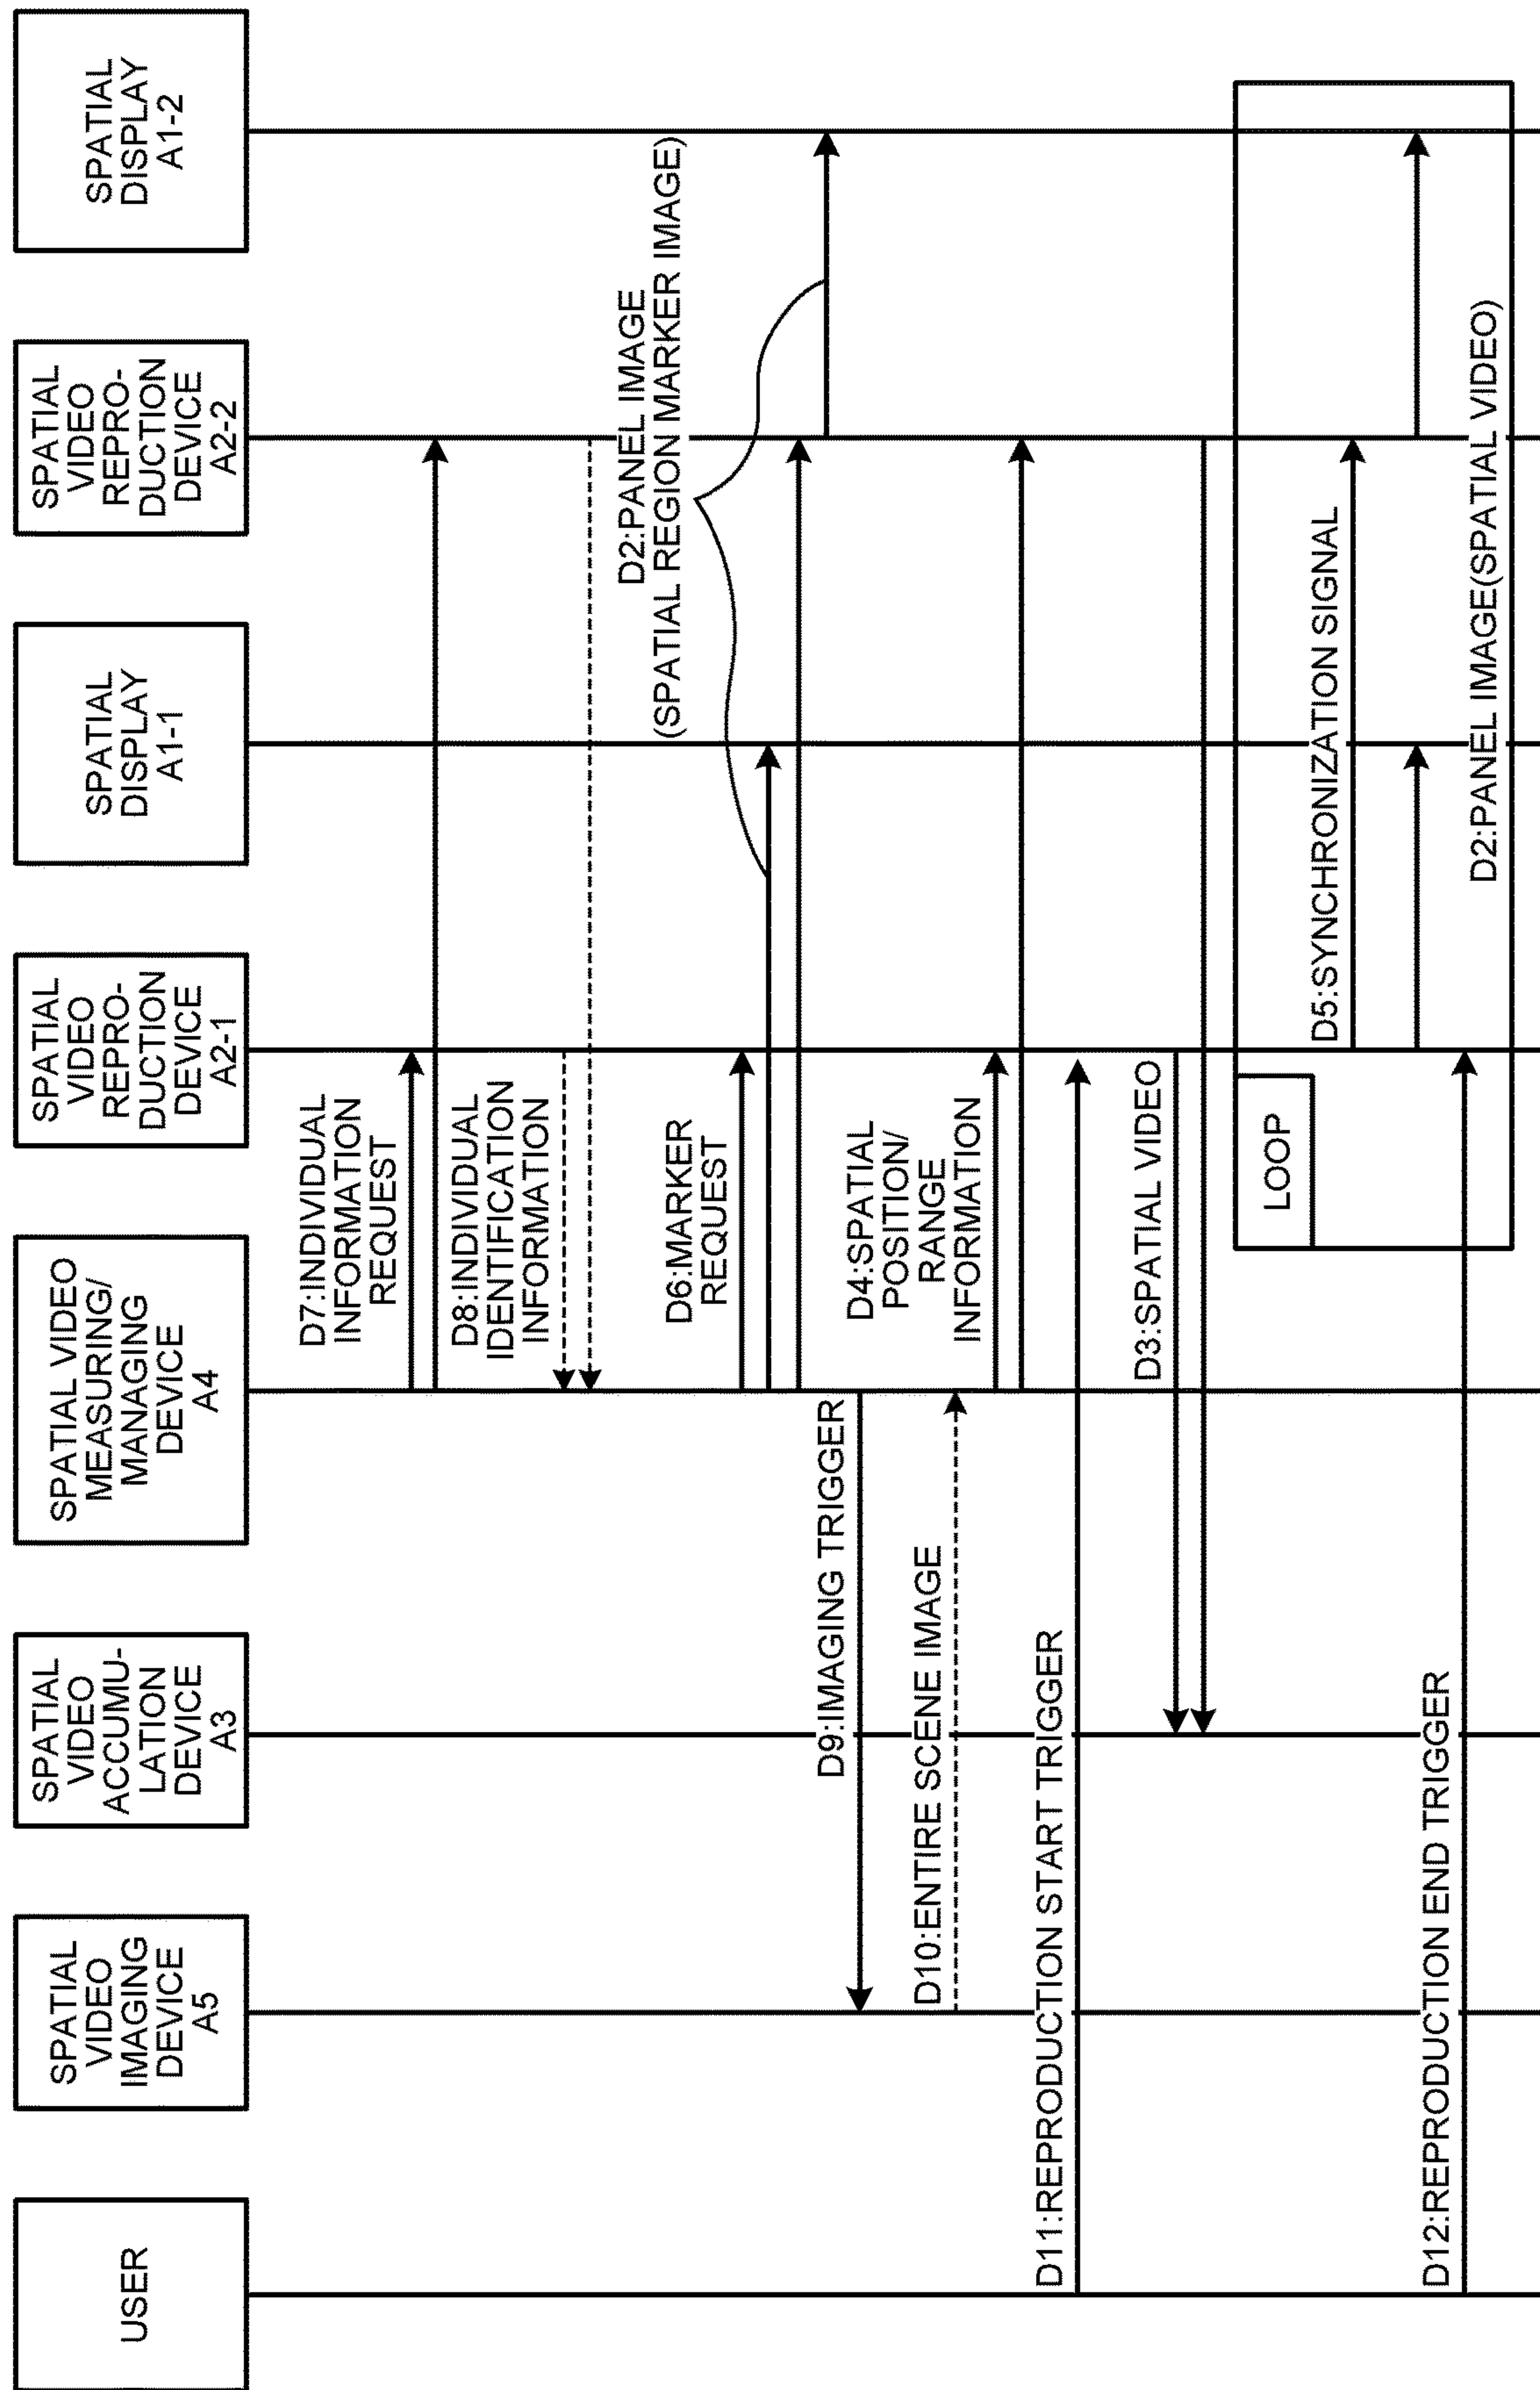 USER
SPATIAL
VIDEO
IMAGING
DEVICE
A5
SPATIAL
VIDEO
ACCUMU-
LATION
DEVICE
A3
SPATIAL VIDEO
MEASURING/
MANAGING
DEVICE
A4
SPATIAL
VIDEO
REPRO-
DUCTION
DEVICE
A2-1
SPATIAL
DISPLAY
A1-1
SPATIAL
VIDEO
REPRO-
DUCTION
DEVICE
A2-2
SPATIAL
DISPLAY
A1-2
D7:INDIVIDUAL
INFORMATION
REQUEST
D8:INDIVIDUAL
IDENTIFICATION
INFORMATION
D2:PANEL IMAGE
(SPATIAL REGION MARKER IMAGE)
D6:MARKER
REQUEST
D9:IMAGING TRIGGER
D10:ENTIRE SCENE IMAGE
D4:SPATIAL
POSITION/
RANGE
INFORMATION
D11:REPRODUCTION START TRIGGER
D3:SPATIAL VIDEO
LOOP
D5:SYNCHRONIZATION SIGNAL
D12:REPRODUCTION END TRIGGER
D2:PANEL IMAGE(SPATIAL VIDEO)